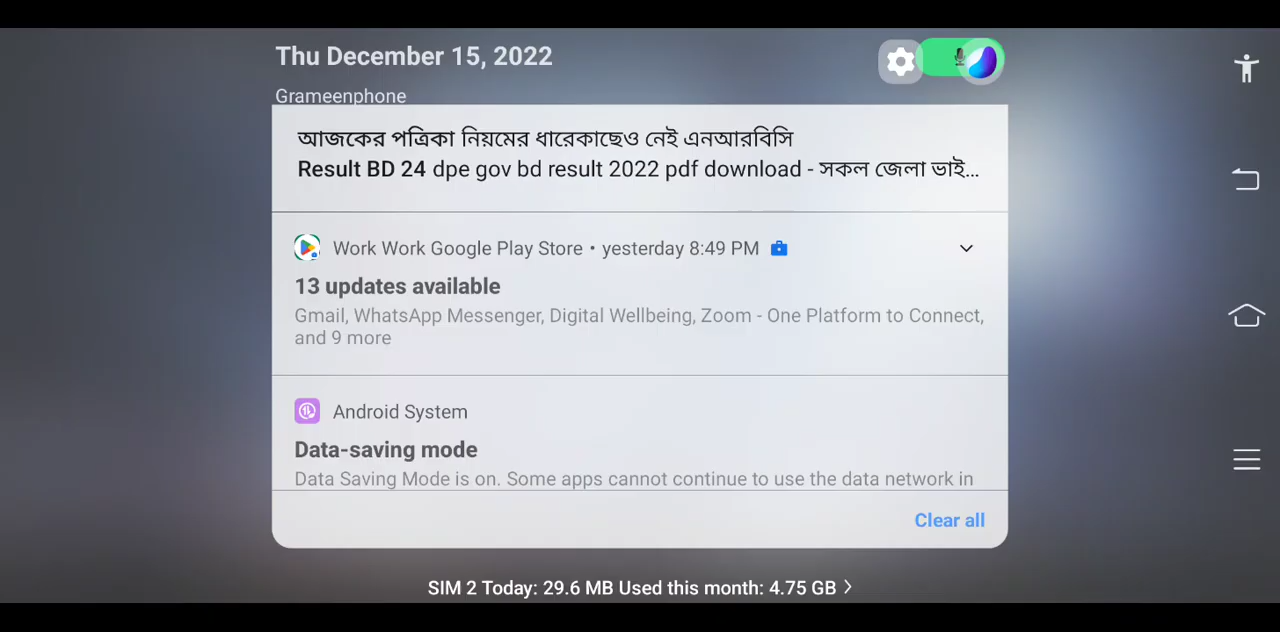 Thu December 15, 2022
Grameenphone
আজকের পত্রিকা নিয়মের ধারেকাছেও নেই এনআরবিসি
Result BD 24 dpe gov bd result 2022 pdf download - সকল জেলা ভাই...
Work Work Google Play Store • yesterday 8:49 PM
13 updates available
Gmail, WhatsApp Messenger, Digital Wellbeing, Zoom - One Platform to Connect,
and 9 more
Android System
Data-saving mode
Data Saving Mode is on. Some apps cannot continue to use the data network in
Clear all
SIM 2 Today: 29.6 MB Used this month: 4.75 GB >